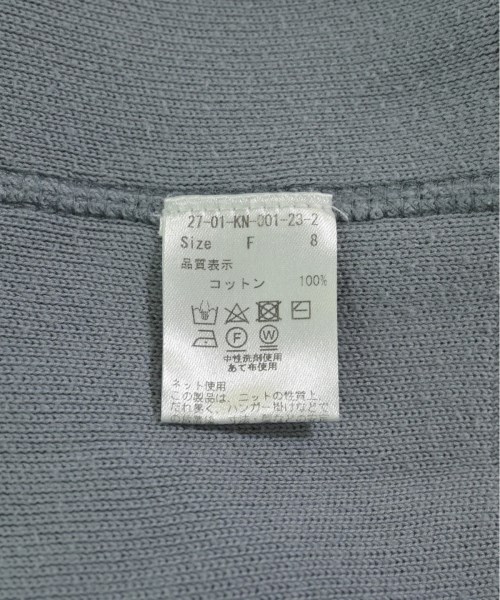 27-01-KN-001-23-2
Size F 8
品質表示
コットン 100%
F W
中性洗剤使用
あて布使用
ネット使用
この製品は、ニットの性質上、
だれ易く、ハンガー掛けなどで